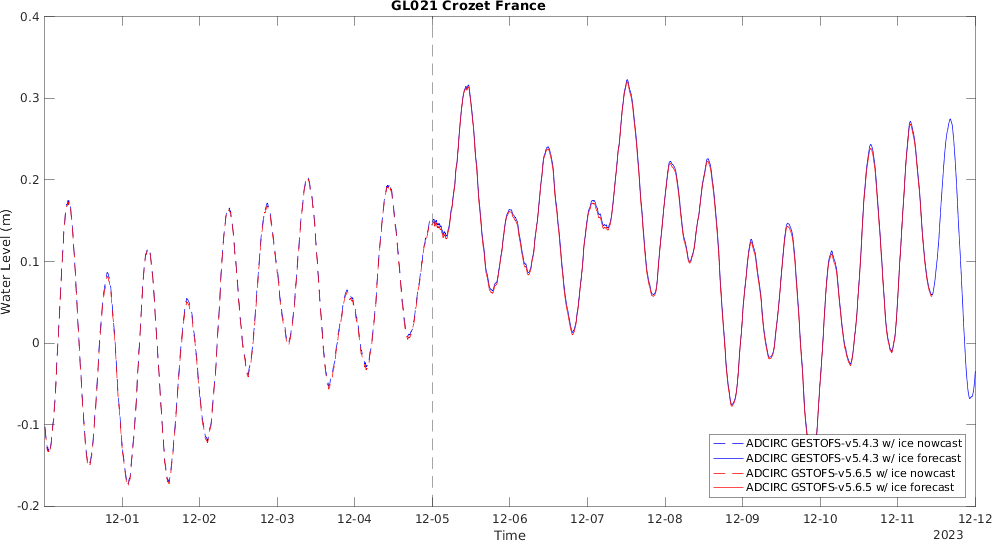 GL021 Crozet France
0.4
0.3
0.2
0.1
0
-0.1
-0.2
Water Level (m)
ADCIRC GESTOFS-v5.4.3 w/ ice nowcast
ADCIRC GESTOFS-v5.4.3 w/ ice forecast
ADCIRC GSTOFS-v5.6.5 w/ ice nowcast
ADCIRC GSTOFS-v5.6.5 w/ ice forecast
12-01 12-02 12-03 12-04 12-05 12-06 12-07 12-08 12-09 12-10 12-11 12-12
Time
2023